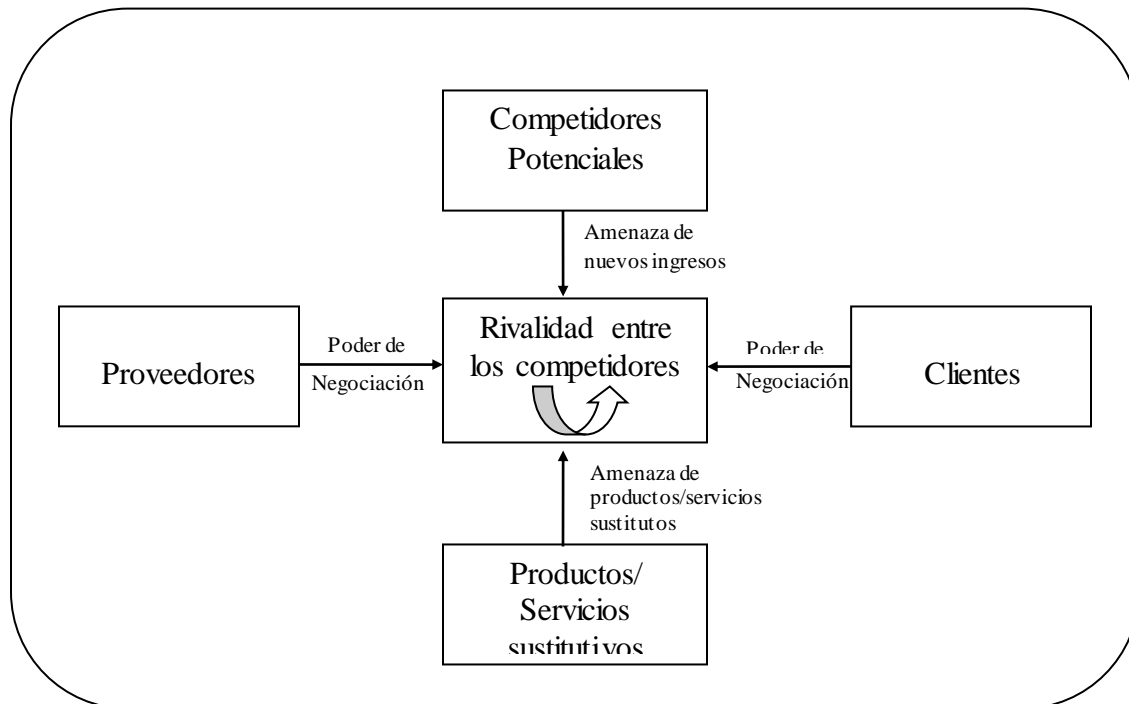 Competidores
Potenciales
Amenaza de
nuevos ingresos
Proveedores
Poder de
Negociación
Rivalidad entre
los competidores
Poder de
Negociación
Clientes
Amenaza de
productos/servicios
sustitutos
Productos/
Servicios
sustitutivos